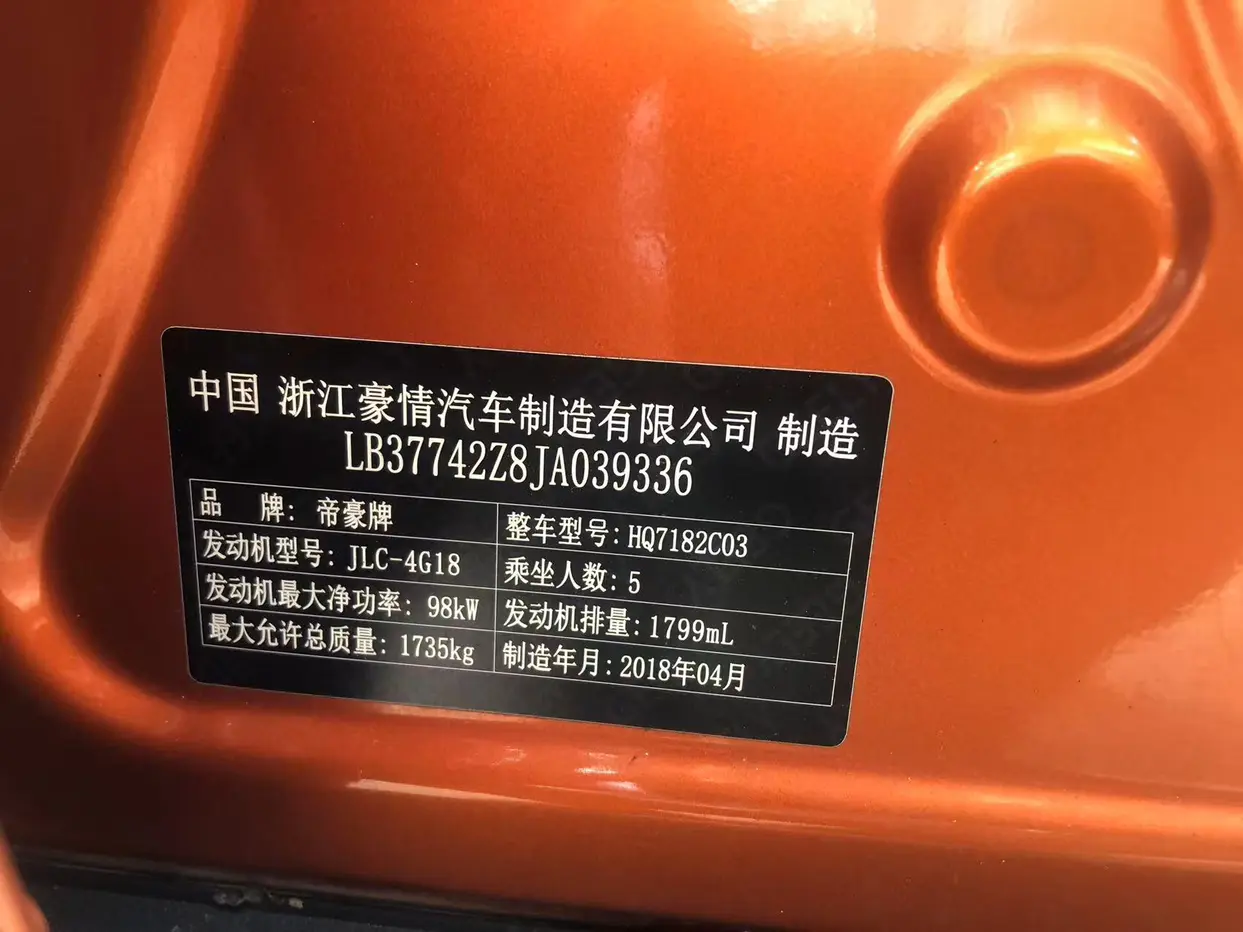 中国 浙江豪情汽车制造有限公司 制造
LB37742Z8JA039336
品 牌: 帝豪牌 整车型号: HQ7182C03
发动机型号: JLC-4G18 乘坐人数: 5
发动机最大净功率: 98kW 发动机排量: 1799mL
最大允许总质量: 1735kg 制造年月: 2018年04月